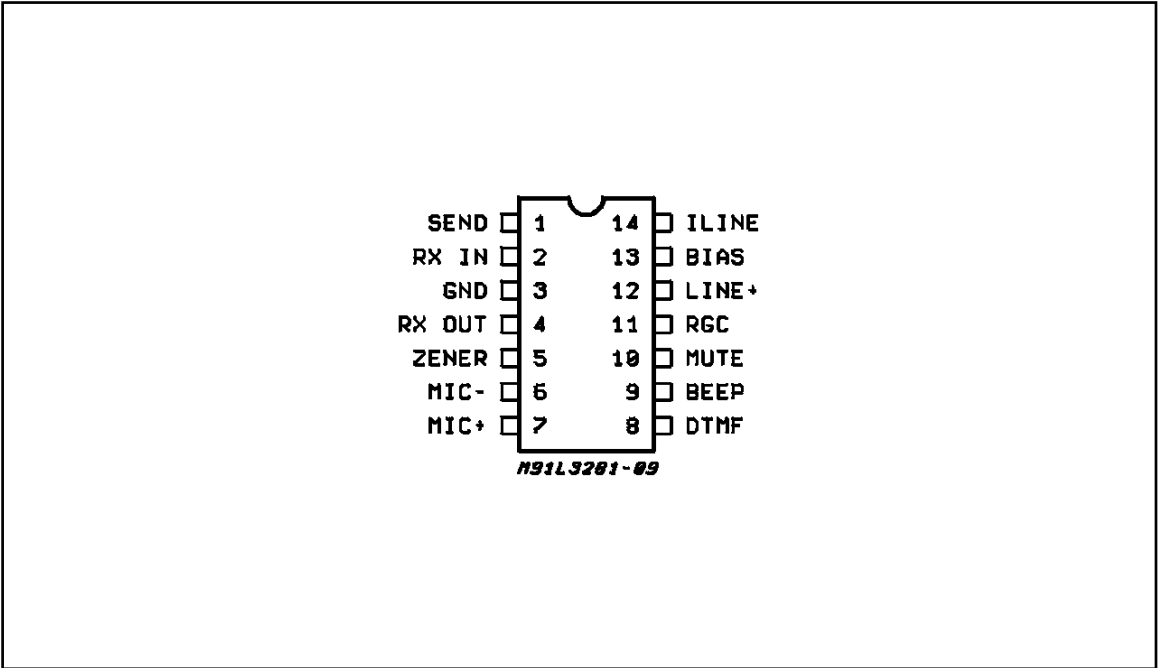 SEND 1 14 ILINE
RX IN 2 13 BIAS
GND 3 12 LINE+
RX OUT 4 11 RGC
ZENER 5 10 MUTE
MIC- 6 9 BEEP
MIC+ 7 8 DTMF
M91L3281-09